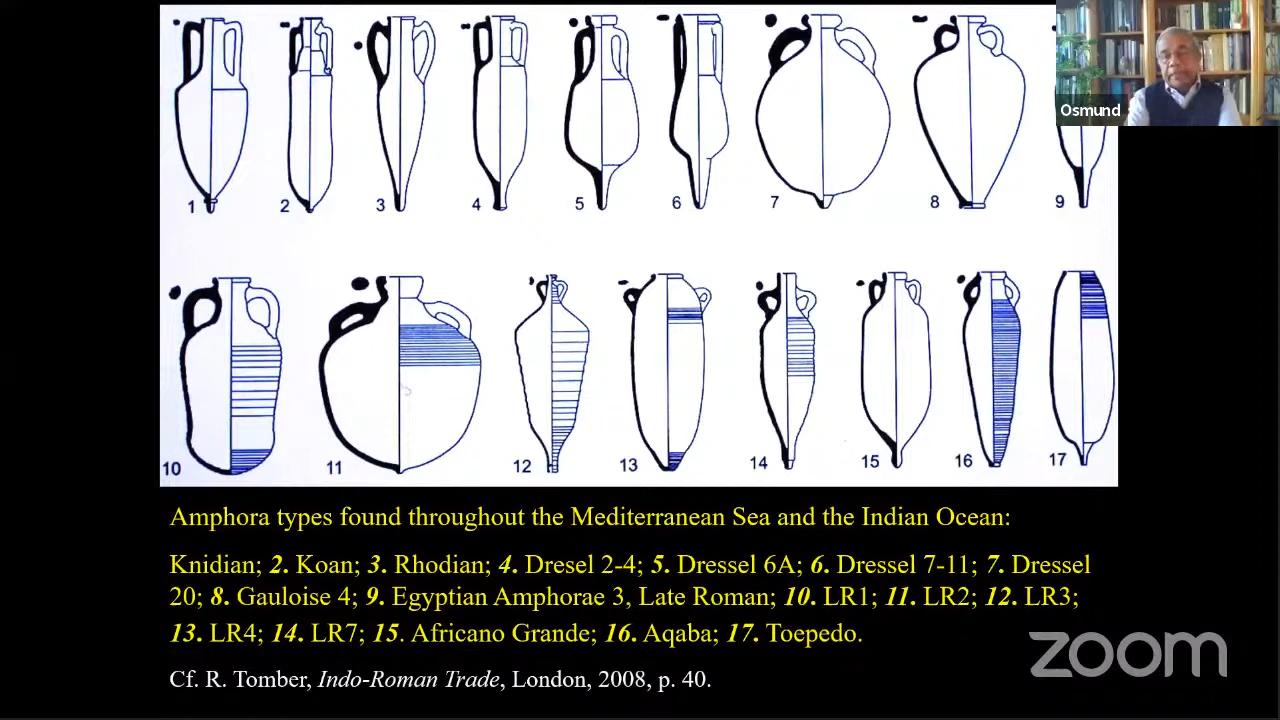 Osmund
1 2 3 4 5 6 7 8 9
10 11 12 13 14 15 16 17
Amphora types found throughout the Mediterranean Sea and the Indian Ocean:
Knidian; 2. Koan; 3. Rhodian; 4. Dresel 2-4; 5. Dressel 6A; 6. Dressel 7-11; 7. Dressel
20; 8. Gauloise 4; 9. Egyptian Amphorae 3, Late Roman; 10. LR1; 11. LR2; 12. LR3;
13. LR4; 14. LR7; 15. Africano Grande; 16. Aqaba; 17. Toepedo.
Cf. R. Tomber, Indo-Roman Trade, London, 2008, p. 40.
zoom